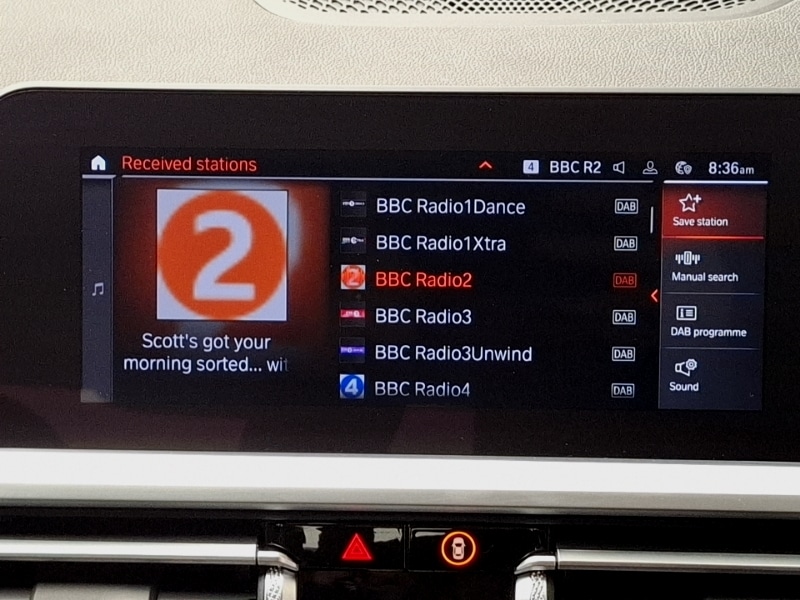 Received stations
4 BBC R2 8:36am
2
Scott's got your
morning sorted... wit
BBC Radio1Dance DAB
BBC Radio1Xtra DAB
2 BBC Radio2 DAB
BBC Radio3 DAB
BBC Radio3Unwind DAB
4 BBC Radio4 DAB
Save station
Manual search
DAB programme
Sound